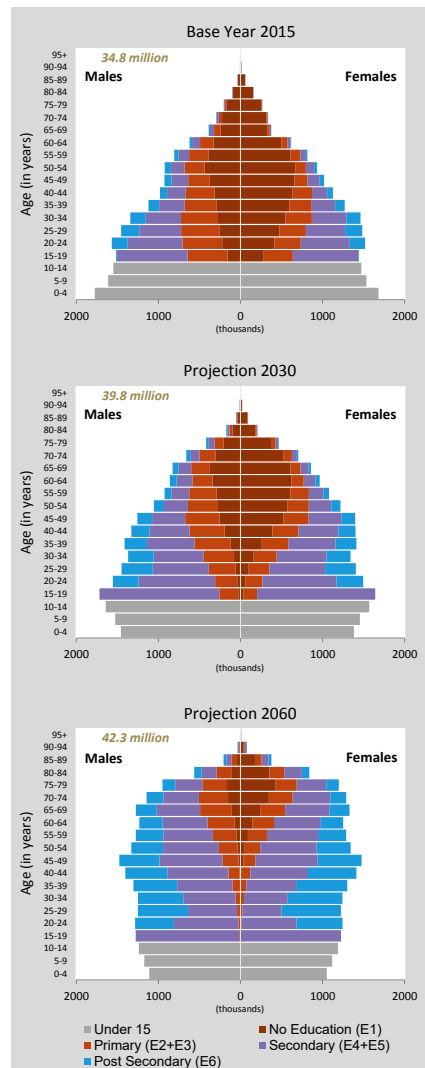 Base Year 2015
34.8 million
Males
Females
Age (in years)
95+
90-94
85-89
80-84
75-79
70-74
65-69
60-64
55-59
50-54
45-49
40-44
35-39
30-34
25-29
20-24
15-19
10-14
5-9
0-4
2000 1000 0 1000 2000
(thousands)
Projection 2030
39.8 million
Males
Females
Age (in years)
95+
90-94
85-89
80-84
75-79
70-74
65-69
60-64
55-59
50-54
45-49
40-44
35-39
30-34
25-29
20-24
15-19
10-14
5-9
0-4
2000 1000 0 1000 2000
(thousands)
Projection 2060
42.3 million
Males
Females
Age (in years)
95+
90-94
85-89
80-84
75-79
70-74
65-69
60-64
55-59
50-54
45-49
40-44
35-39
30-34
25-29
20-24
15-19
10-14
5-9
0-4
2000 1000 0 1000 2000
(thousands)
Under 15
No Education (E1)
Primary (E2+E3)
Secondary (E4+E5)
Post Secondary (E6)